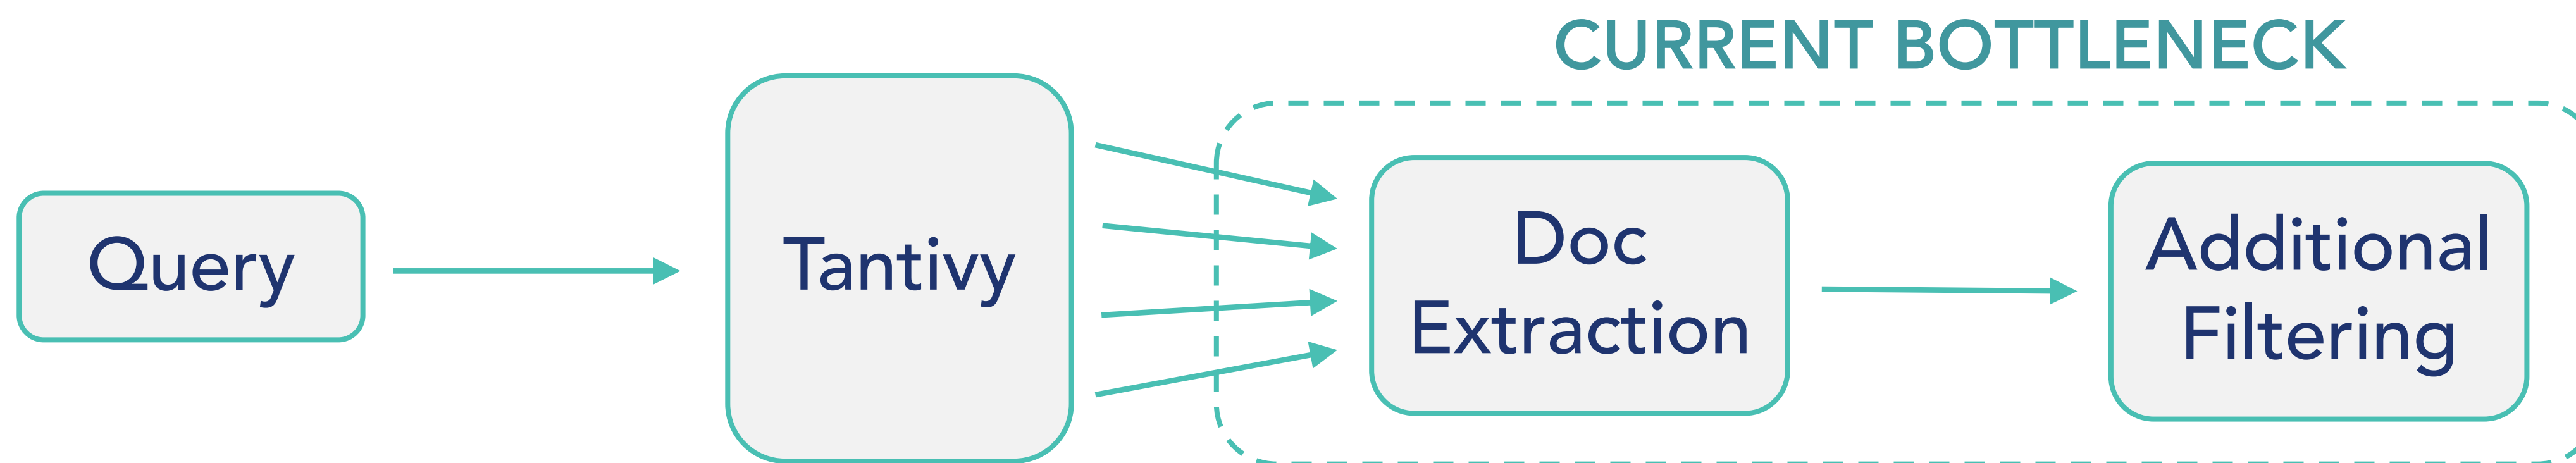 CURRENT BOTTLENECK
Query
Tantivy
Doc
Extraction
Additional
Filtering